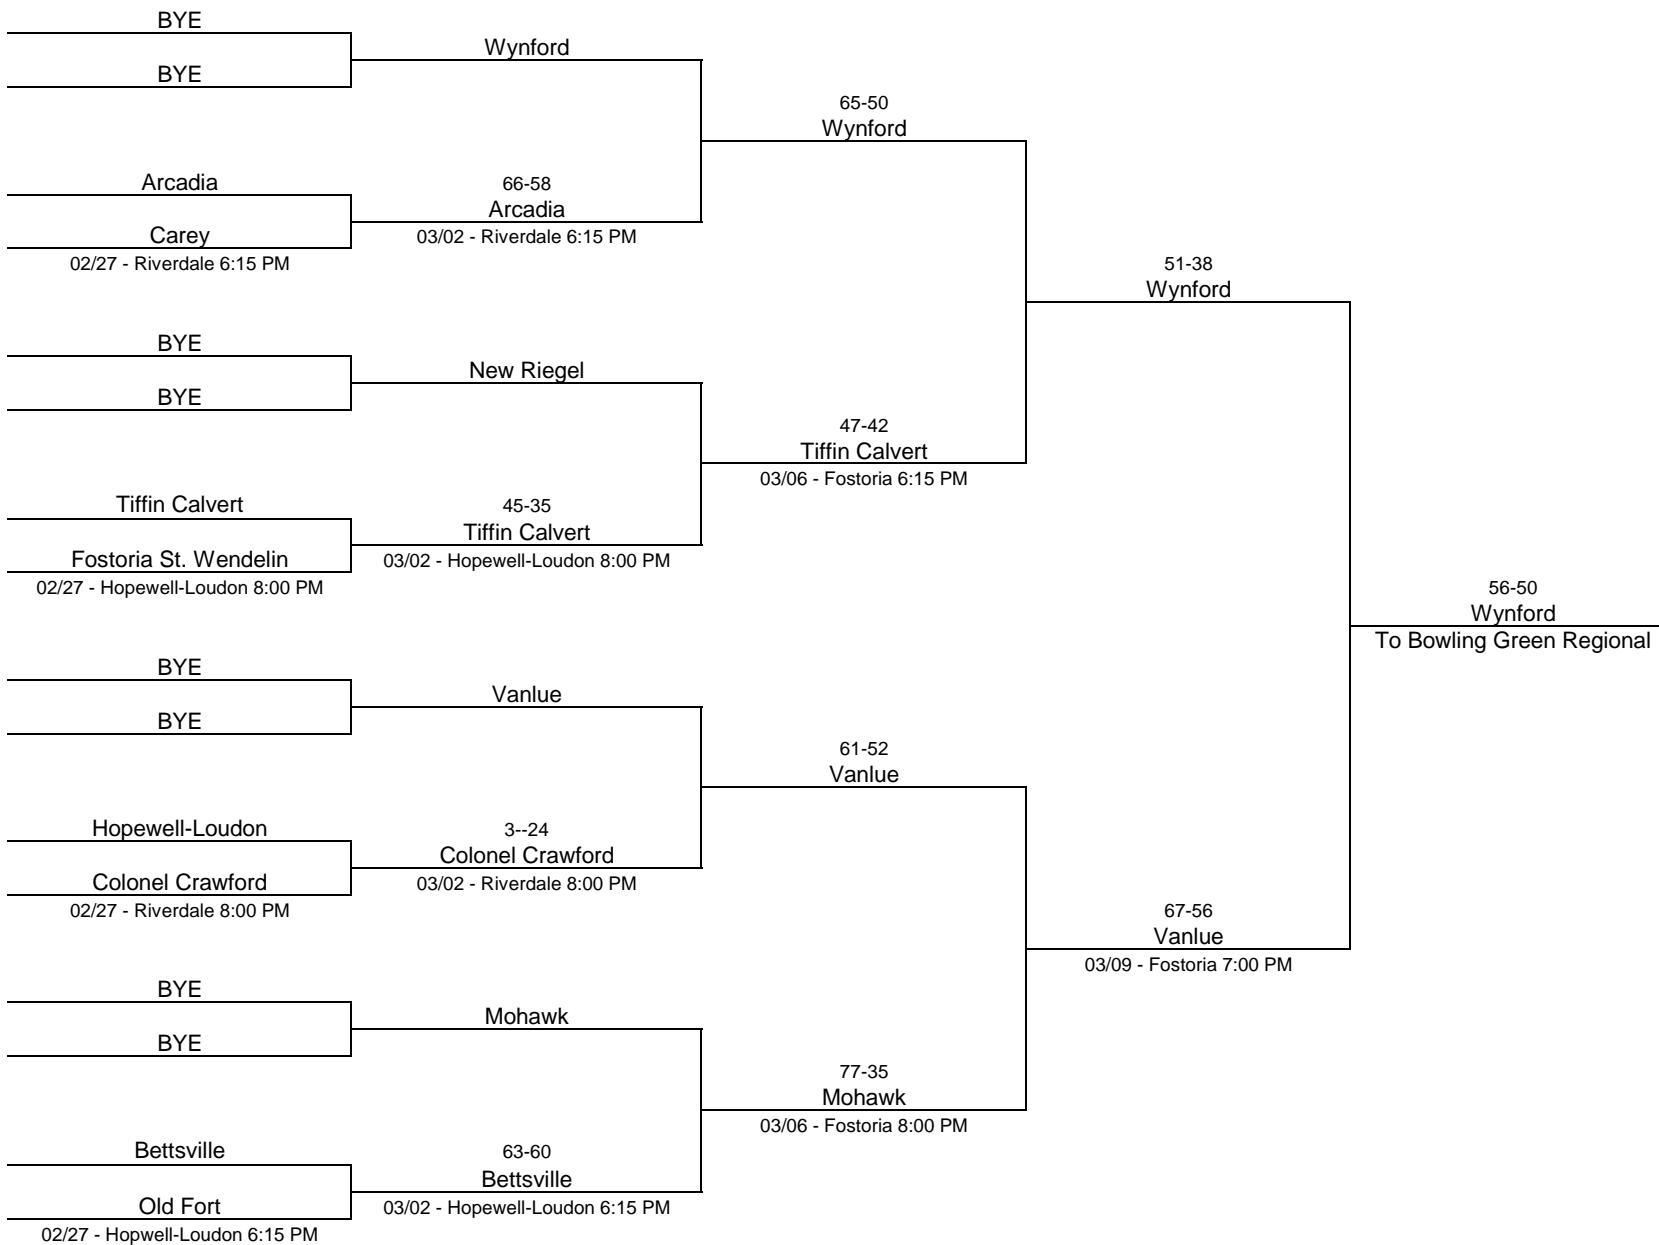 BYE
BYE
Wynford
65-50
Wynford
Arcadia
Carey
02/27 - Riverdale 6:15 PM
66-58
Arcadia
03/02 - Riverdale 6:15 PM
51-38
Wynford
BYE
BYE
New Riegel
47-42
Tiffin Calvert
03/06 - Fostoria 6:15 PM
Tiffin Calvert
Fostoria St. Wendelin
02/27 - Hopewell-Loudon 8:00 PM
45-35
Tiffin Calvert
03/02 - Hopewell-Loudon 8:00 PM
56-50
Wynford
To Bowling Green Regional
BYE
BYE
Vanlue
61-52
Vanlue
Hopewell-Loudon
Colonel Crawford
02/27 - Riverdale 8:00 PM
3--24
Colonel Crawford
03/02 - Riverdale 8:00 PM
67-56
Vanlue
03/09 - Fostoria 7:00 PM
BYE
BYE
Mohawk
77-35
Mohawk
03/06 - Fostoria 8:00 PM
Bettsville
Old Fort
02/27 - Hopwell-Loudon 6:15 PM
63-60
Bettsville
03/02 - Hopewell-Loudon 6:15 PM